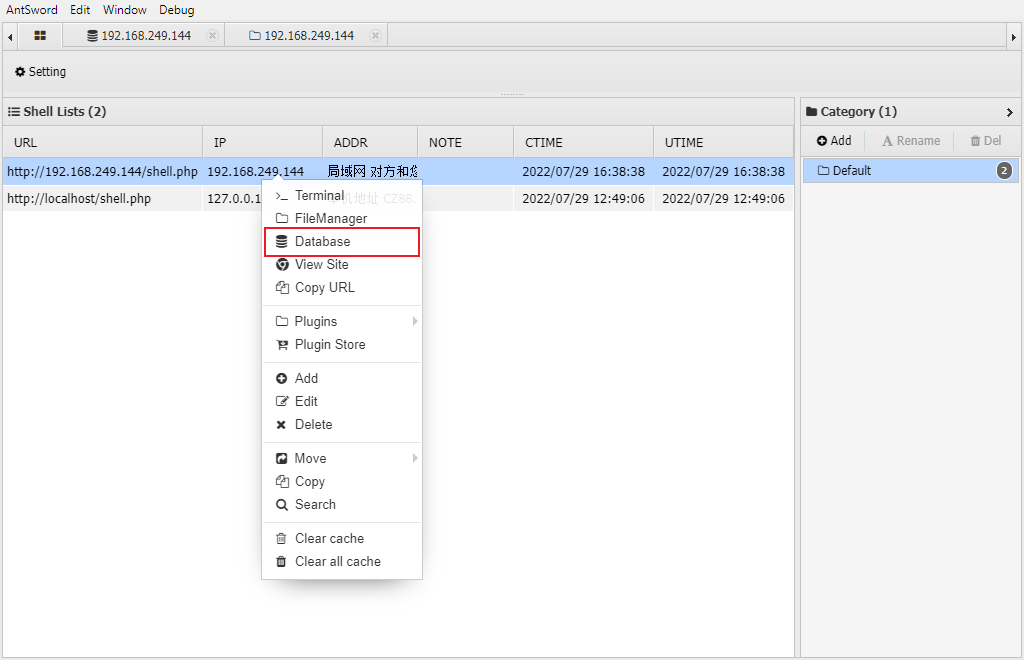 AntSword Edit Window Debug
192.168.249.144 192.168.249.144
Setting
Shell Lists (2)
URL IP ADDR NOTE CTIME UTIME
http://192.168.249.144/shell.php 192.168.249.144 局域网 对方和您 2022/07/29 16:38:38 2022/07/29 16:38:38
http://localhost/shell.php 127.0.0.1 机地址 CZ88. 2022/07/29 12:49:06 2022/07/29 12:49:06
Terminal
FileManager
Database
View Site
Copy URL
Plugins
Plugin Store
Add
Edit
Delete
Move
Copy
Search
Clear cache
Clear all cache
Category (1)
Add Rename Del
Default 2